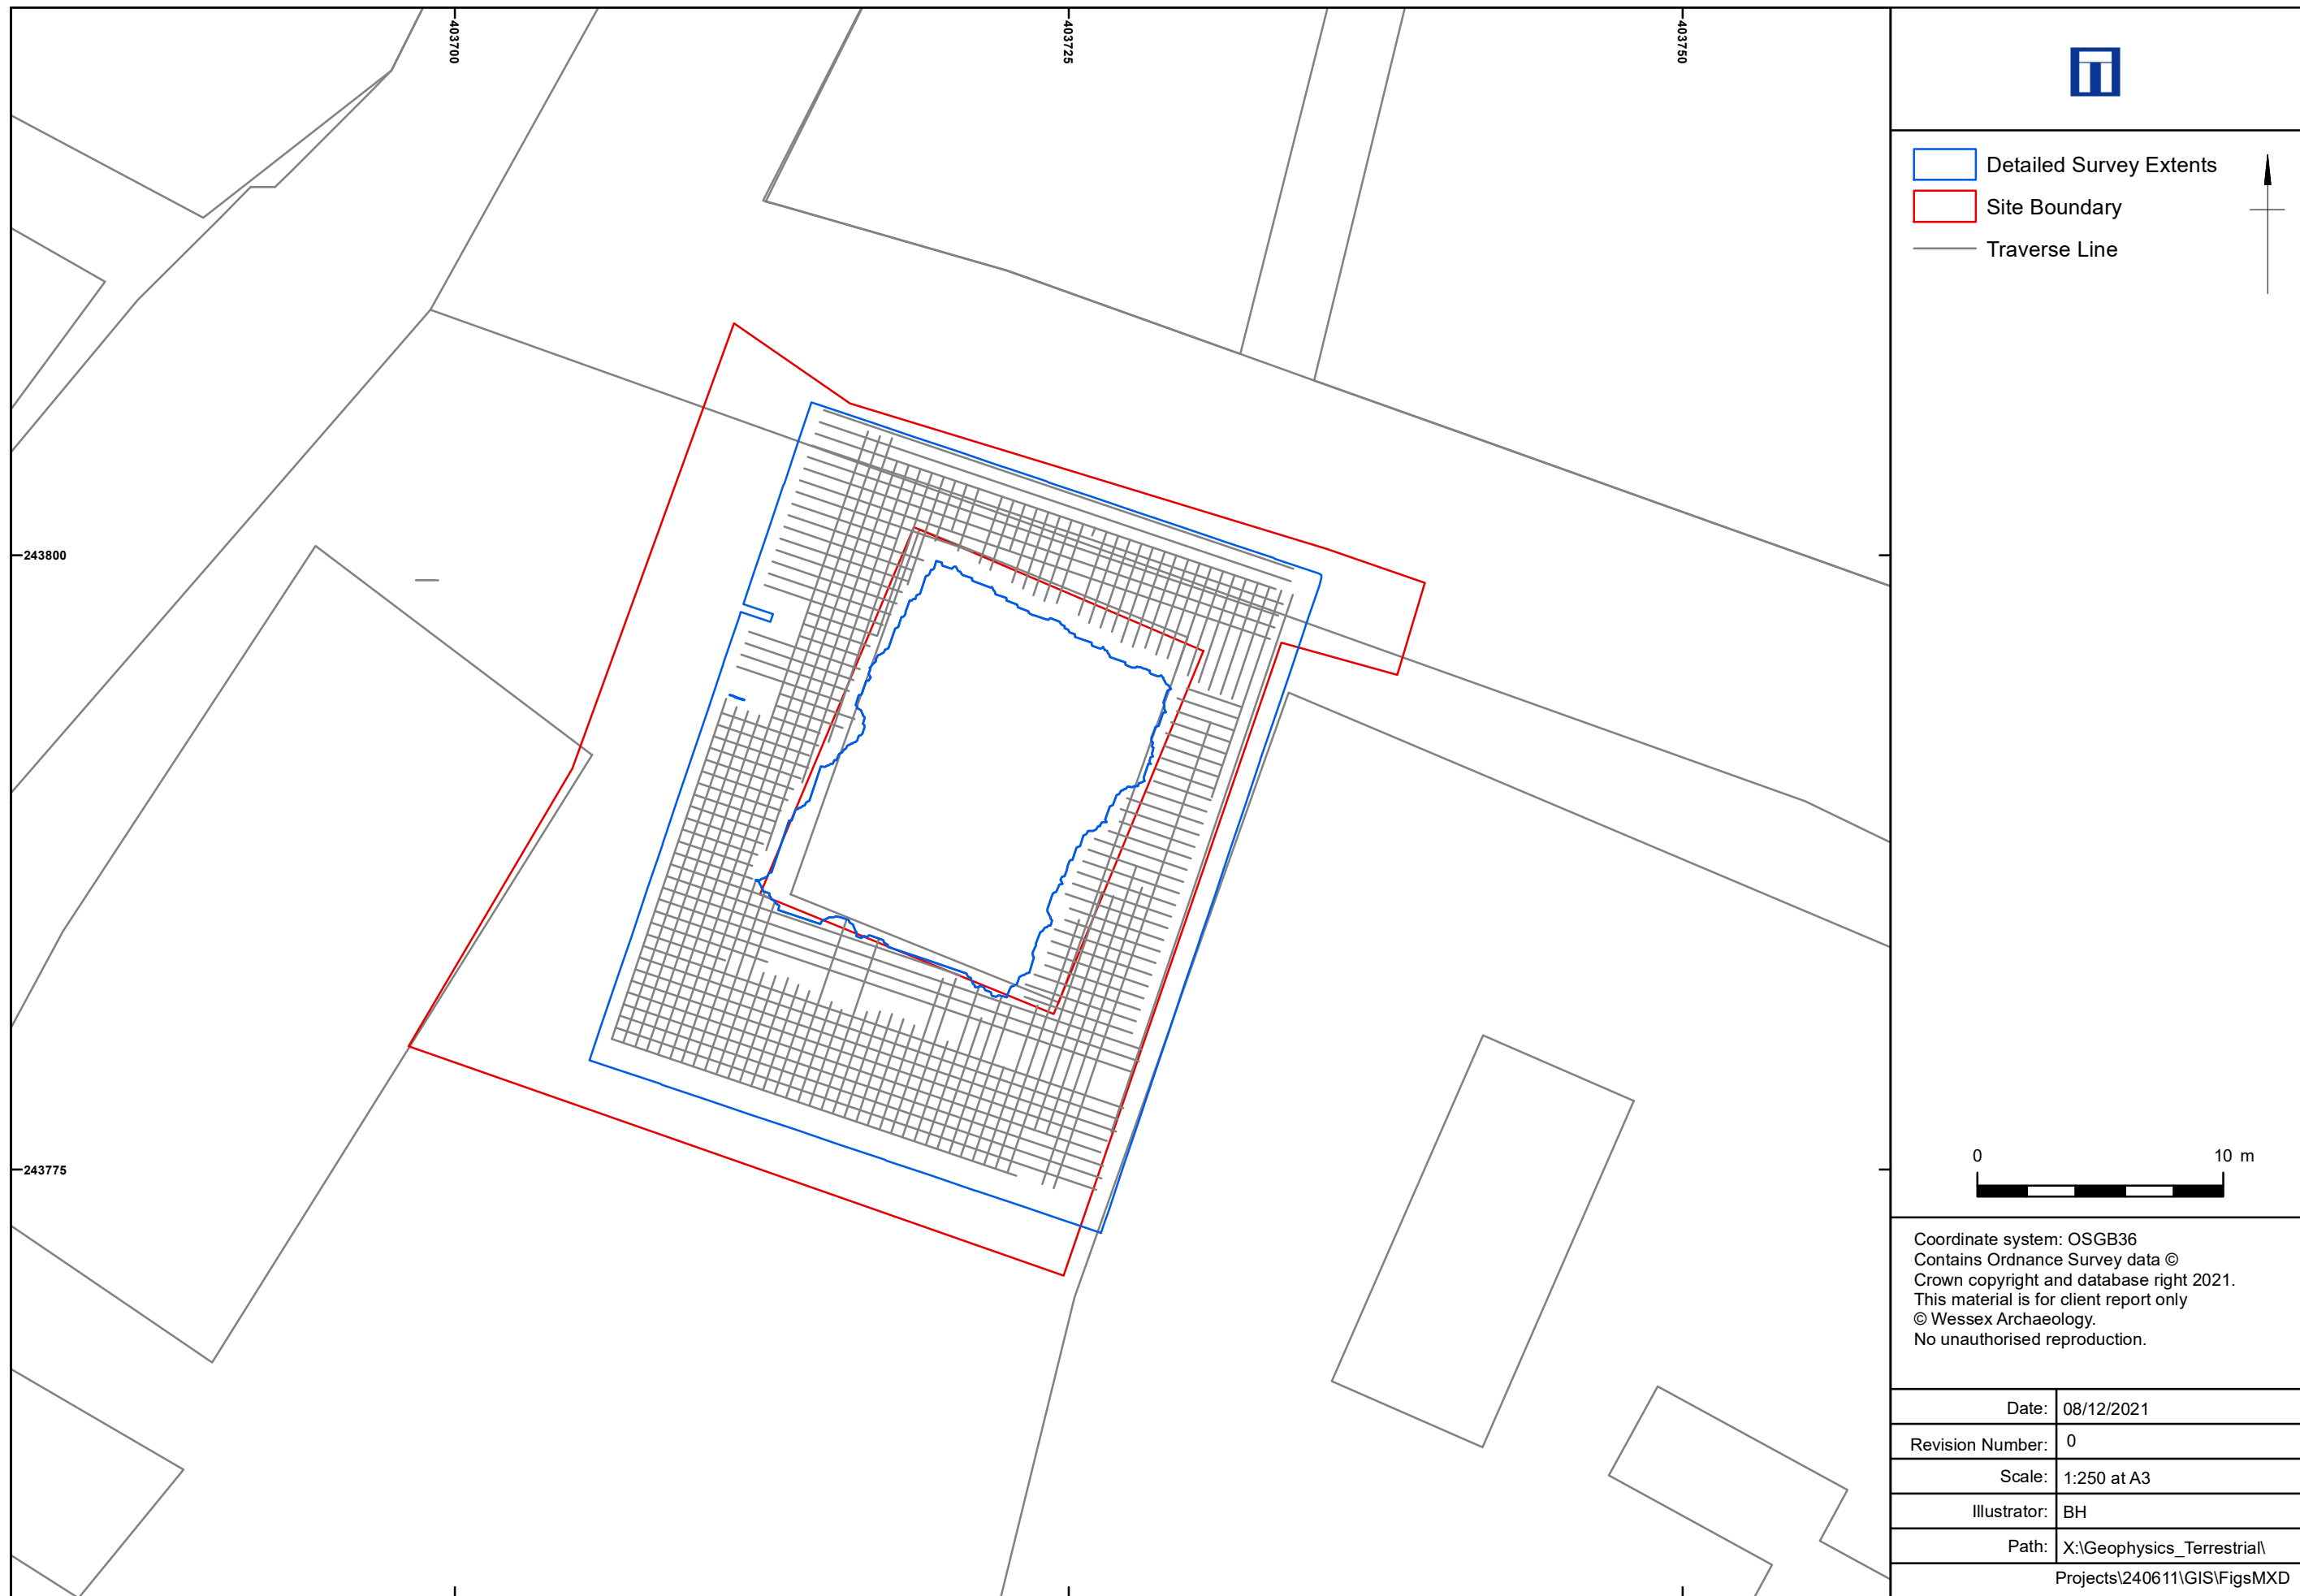 403700
403725
403750
243800
243775
Detailed Survey Extents
Site Boundary
Traverse Line
0 10 m
Coordinate system: OSGB36
Contains Ordnance Survey data ©
Crown copyright and database right 2021.
This material is for client report only
© Wessex Archaeology.
No unauthorised reproduction.
Date: 08/12/2021
Revision Number: 0
Scale: 1:250 at A3
Illustrator: BH
Path: X:\Geophysics_Terrestrial\
Projects\240611\GIS\FigsMXD